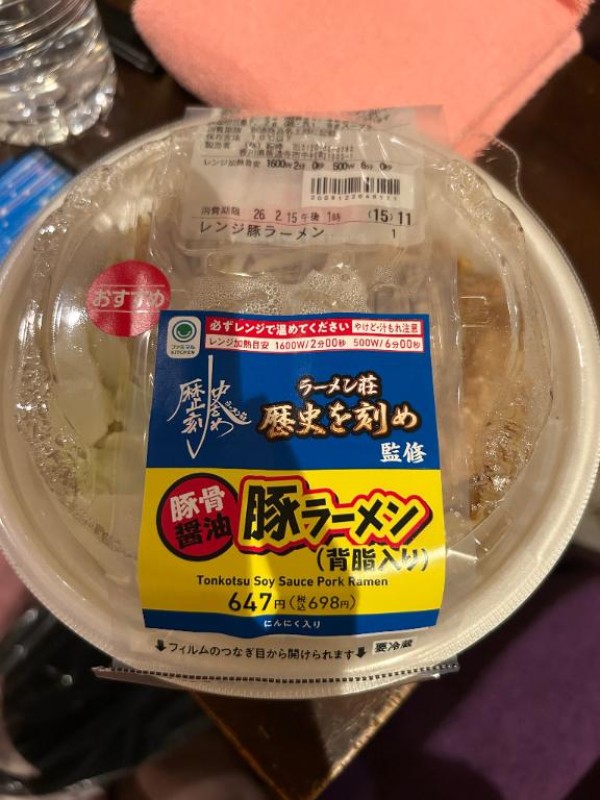 レンジ加熱目安 1600W 2分 0秒 500W 6分 0秒
消費期限 26. 2.15 午後 1時 (15) 11
レンジ豚ラーメン 1
おすすめ
必ずレンジで温めてください やけど・汁もれ注意
レンジ加熱目安 1600W/2分00秒 500W/6分00秒
ファミマル
KITCHEN
歴史を刻め
ラーメン荘
歴史を刻め
監修
豚骨
醤油
豚ラーメン
(背脂入り)
Tonkotsu Soy Sauce Pork Ramen
647円(税込698円)
にんにく入り
↓フィルムのつなぎ目から開けられます↓ 要冷蔵